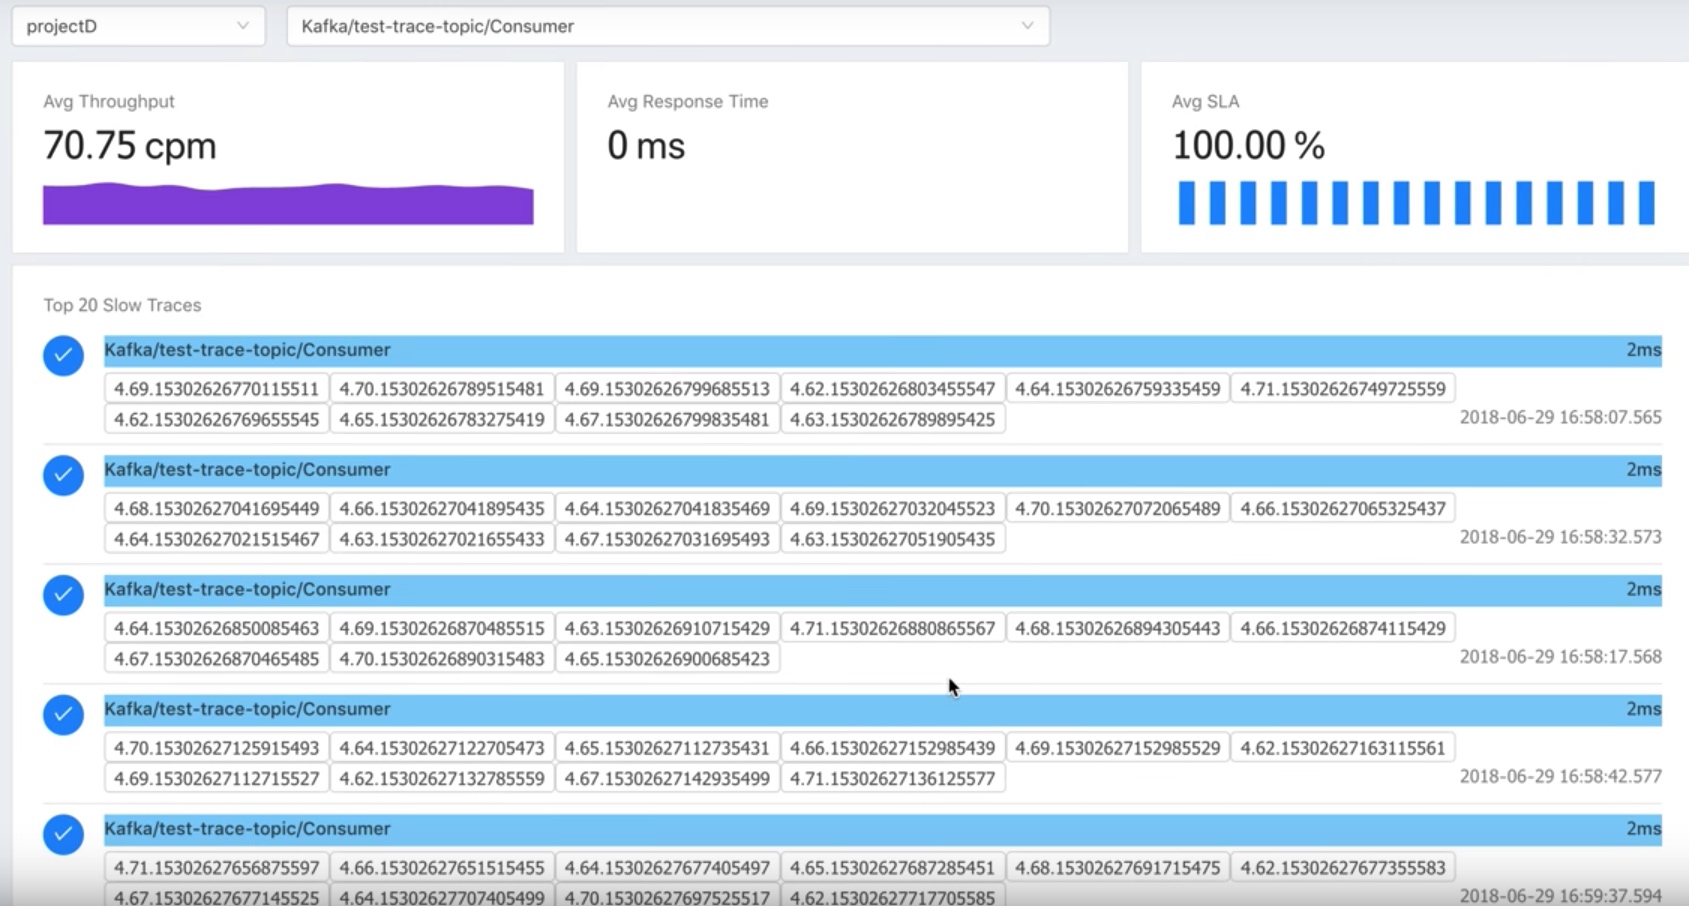 projectD Kafka/test-trace-topic/Consumer
Avg Throughput
70.75 cpm
Avg Response Time
0 ms
Avg SLA
100.00 %
Top 20 Slow Traces
Kafka/test-trace-topic/Consumer 2ms
4.69.15302626770115511 4.70.15302626789515481 4.69.15302626799685513 4.62.15302626803455547 4.64.15302626759335459 4.71.15302626749725559
4.62.15302626769655545 4.65.15302626783275419 4.67.15302626799835481 4.63.15302626789895425 2018-06-29 16:58:07.565
Kafka/test-trace-topic/Consumer 2ms
4.68.15302627041695449 4.66.15302627041895435 4.64.15302627041835469 4.69.15302627032045523 4.70.15302627072065489 4.66.15302627065325437
4.64.15302627021515467 4.63.15302627021655433 4.67.15302627031695493 4.63.15302627051905435 2018-06-29 16:58:32.573
Kafka/test-trace-topic/Consumer 2ms
4.64.15302626850085463 4.69.15302626870485515 4.63.15302626910715429 4.71.15302626880865567 4.68.15302626894305443 4.66.15302626874115429
4.67.15302626870465485 4.70.15302626890315483 4.65.15302626900685423 2018-06-29 16:58:17.568
Kafka/test-trace-topic/Consumer 2ms
4.70.15302627125915493 4.64.15302627122705473 4.65.15302627112735431 4.66.15302627152985439 4.69.15302627152985529 4.62.15302627163115561
4.69.15302627112715527 4.62.15302627132785559 4.67.15302627142935499 4.71.15302627136125577 2018-06-29 16:58:42.577
Kafka/test-trace-topic/Consumer 2ms
4.71.15302627656875597 4.66.15302627651515455 4.64.15302627677405497 4.65.15302627687285451 4.68.15302627691715475 4.62.15302627677355583
4.67.15302627677145525 4.64.15302627707405499 4.70.15302627697525517 4.62.15302627717705585 2018-06-29 16:59:37.594